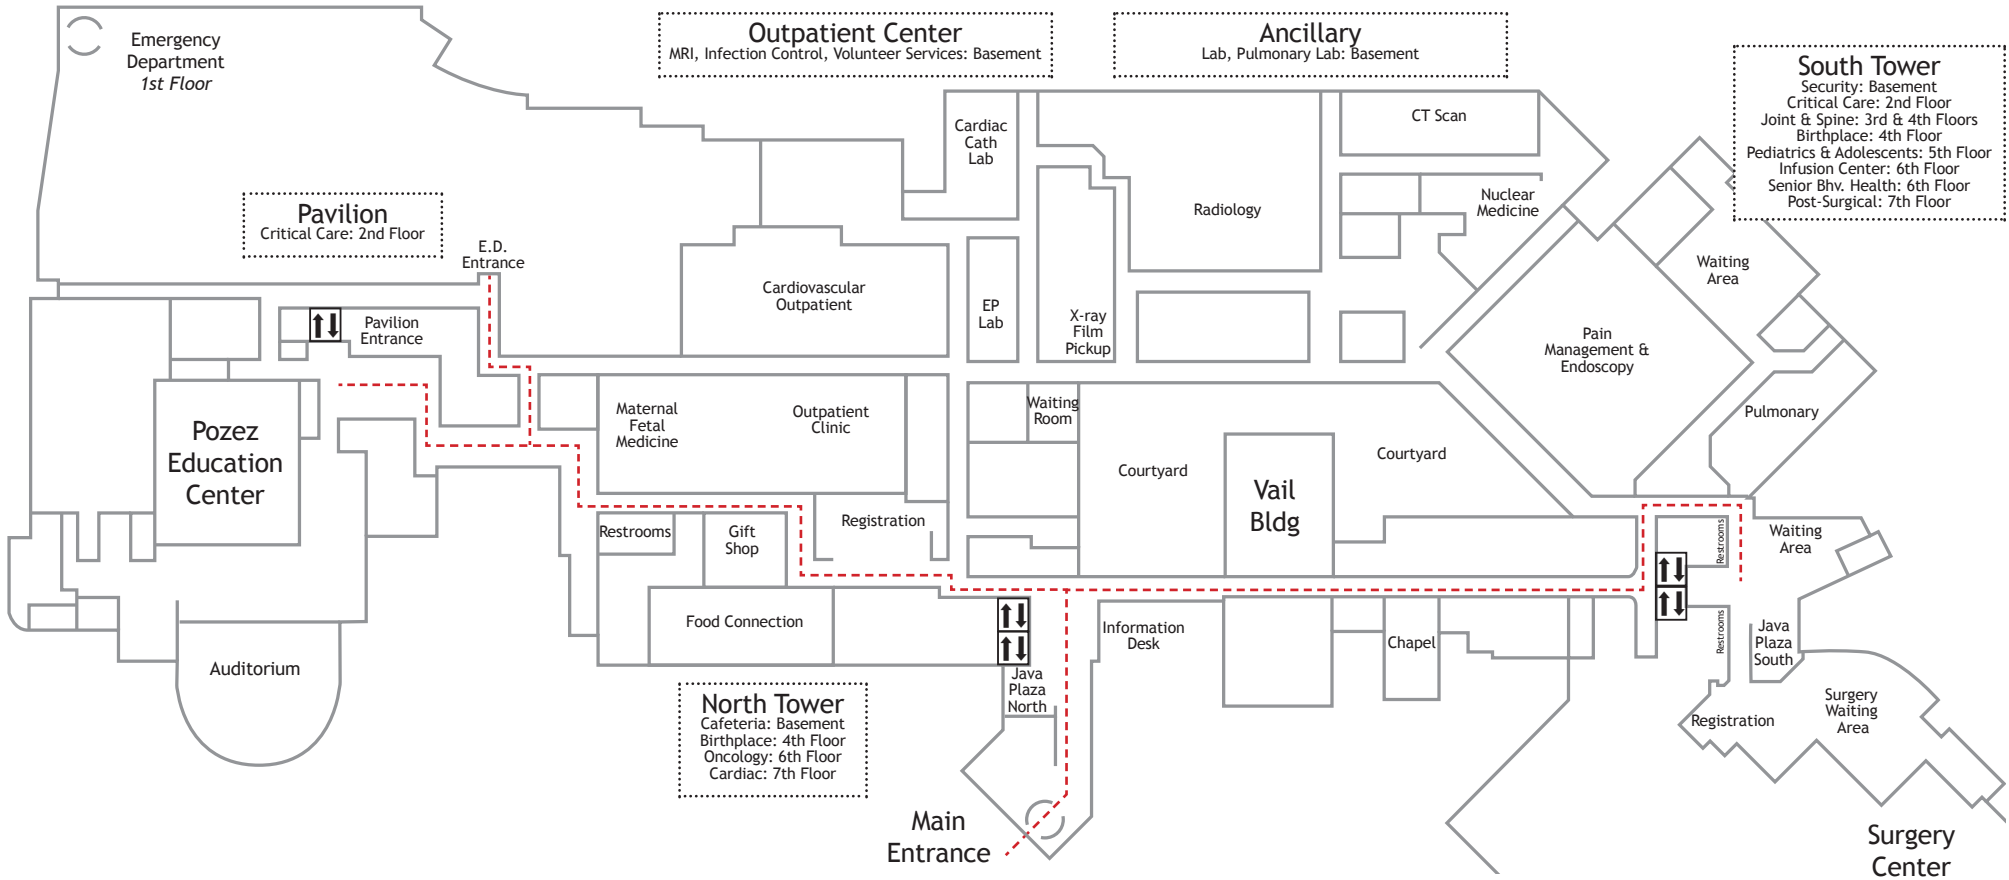 Emergency
Department
1st Floor
Outpatient Center
MRI, Infection Control, Volunteer Services: Basement
Ancillary
Lab, Pulmonary Lab: Basement
South Tower
Security: Basement
Critical Care: 2nd Floor
Joint & Spine: 3rd & 4th Floors
Birthplace: 4th Floor
Pediatrics & Adolescents: 5th Floor
Infusion Center: 6th Floor
Senior Bhv. Health: 6th Floor
Post-Surgical: 7th Floor
Cardiac
Cath
Lab
CT Scan
Pavilion
Critical Care: 2nd Floor
E.D.
Entrance
Radiology
Nuclear
Medicine
Waiting
Area
Cardiovascular
Outpatient
EP
Lab
X-ray
Film
Pickup
Pavilion
Entrance
Pain
Management &
Endoscopy
Pozez
Education
Center
Maternal
Fetal
Medicine
Outpatient
Clinic
Waiting
Room
Pulmonary
Courtyard
Vail
Bldg
Courtyard
Restrooms
Gift
Shop
Registration
Restrooms
Waiting
Area
Food Connection
Information
Desk
Chapel
Restrooms
Java
Plaza
South
Auditorium
Java
Plaza
North
North Tower
Cafeteria: Basement
Birthplace: 4th Floor
Oncology: 6th Floor
Cardiac: 7th Floor
Registration
Surgery
Waiting
Area
Main
Entrance
Surgery
Center